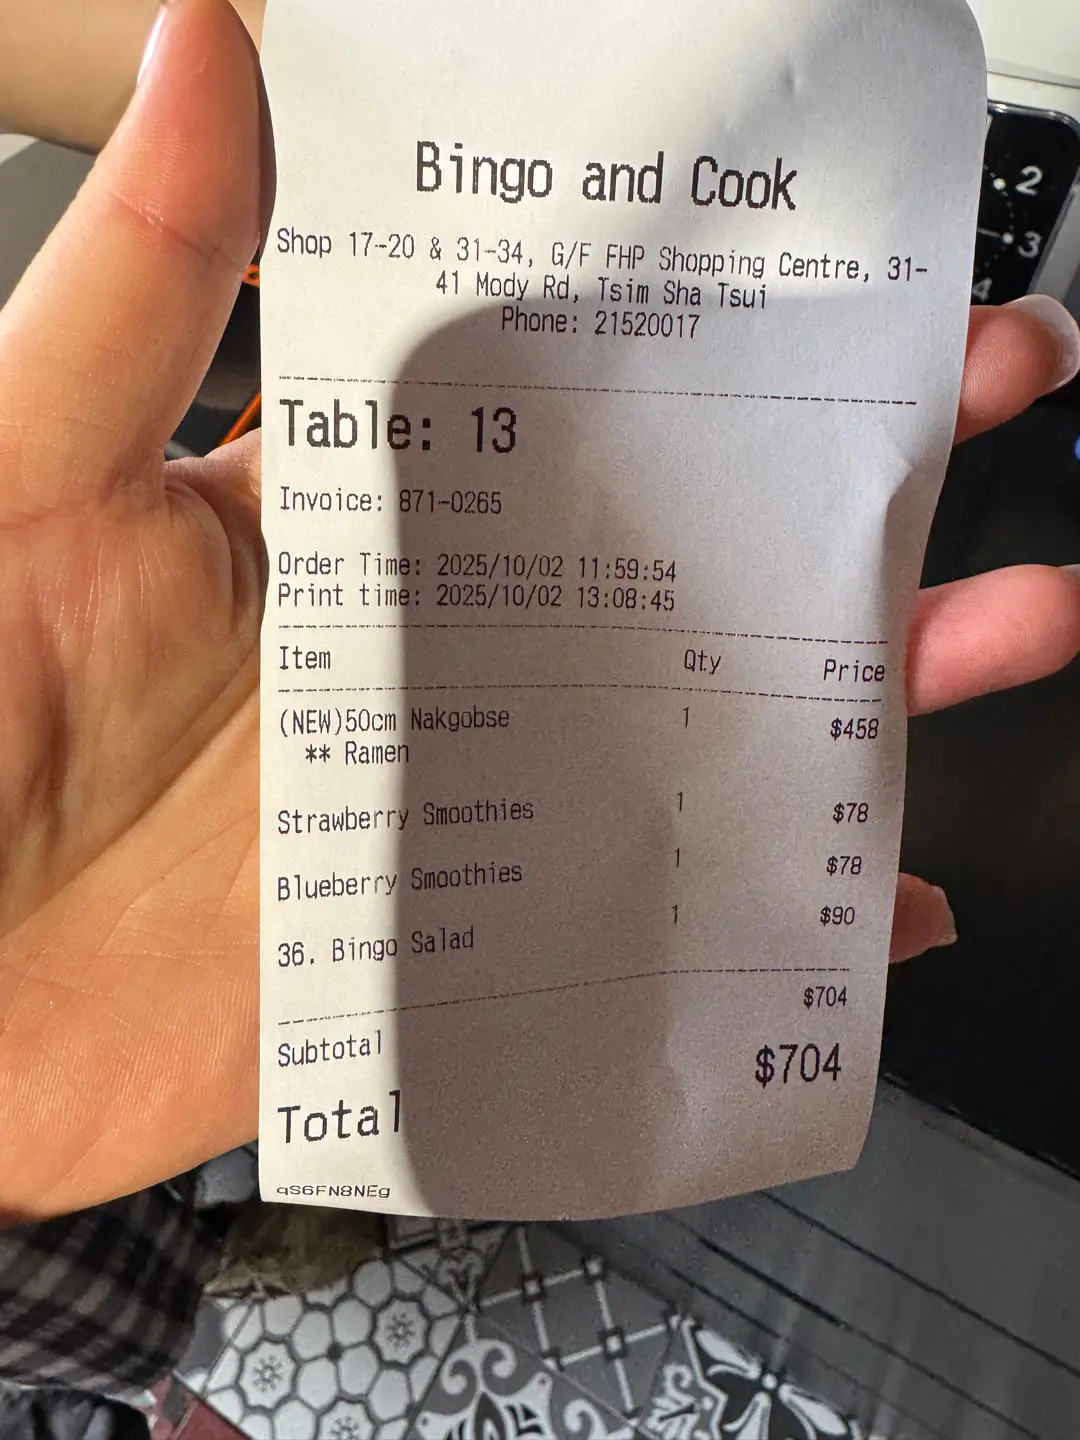 Bingo and Cook
Shop 17-20 & 31-34, G/F FHP Shopping Centre, 31-
41 Mody Rd, Tsim Sha Tsui
Phone: 21520017
Table: 13
Invoice: 871-0265
Order Time: 2025/10/02 11:59:54
Print time: 2025/10/02 13:08:45
Item Qty Price
(NEW)50cm Nakgobse 1 $458
** Ramen
Strawberry Smoothies 1 $78
Blueberry Smoothies 1 $78
36. Bingo Salad 1 $90
Subtotal $704
Total $704
qS6FN8NEg
2
3
4